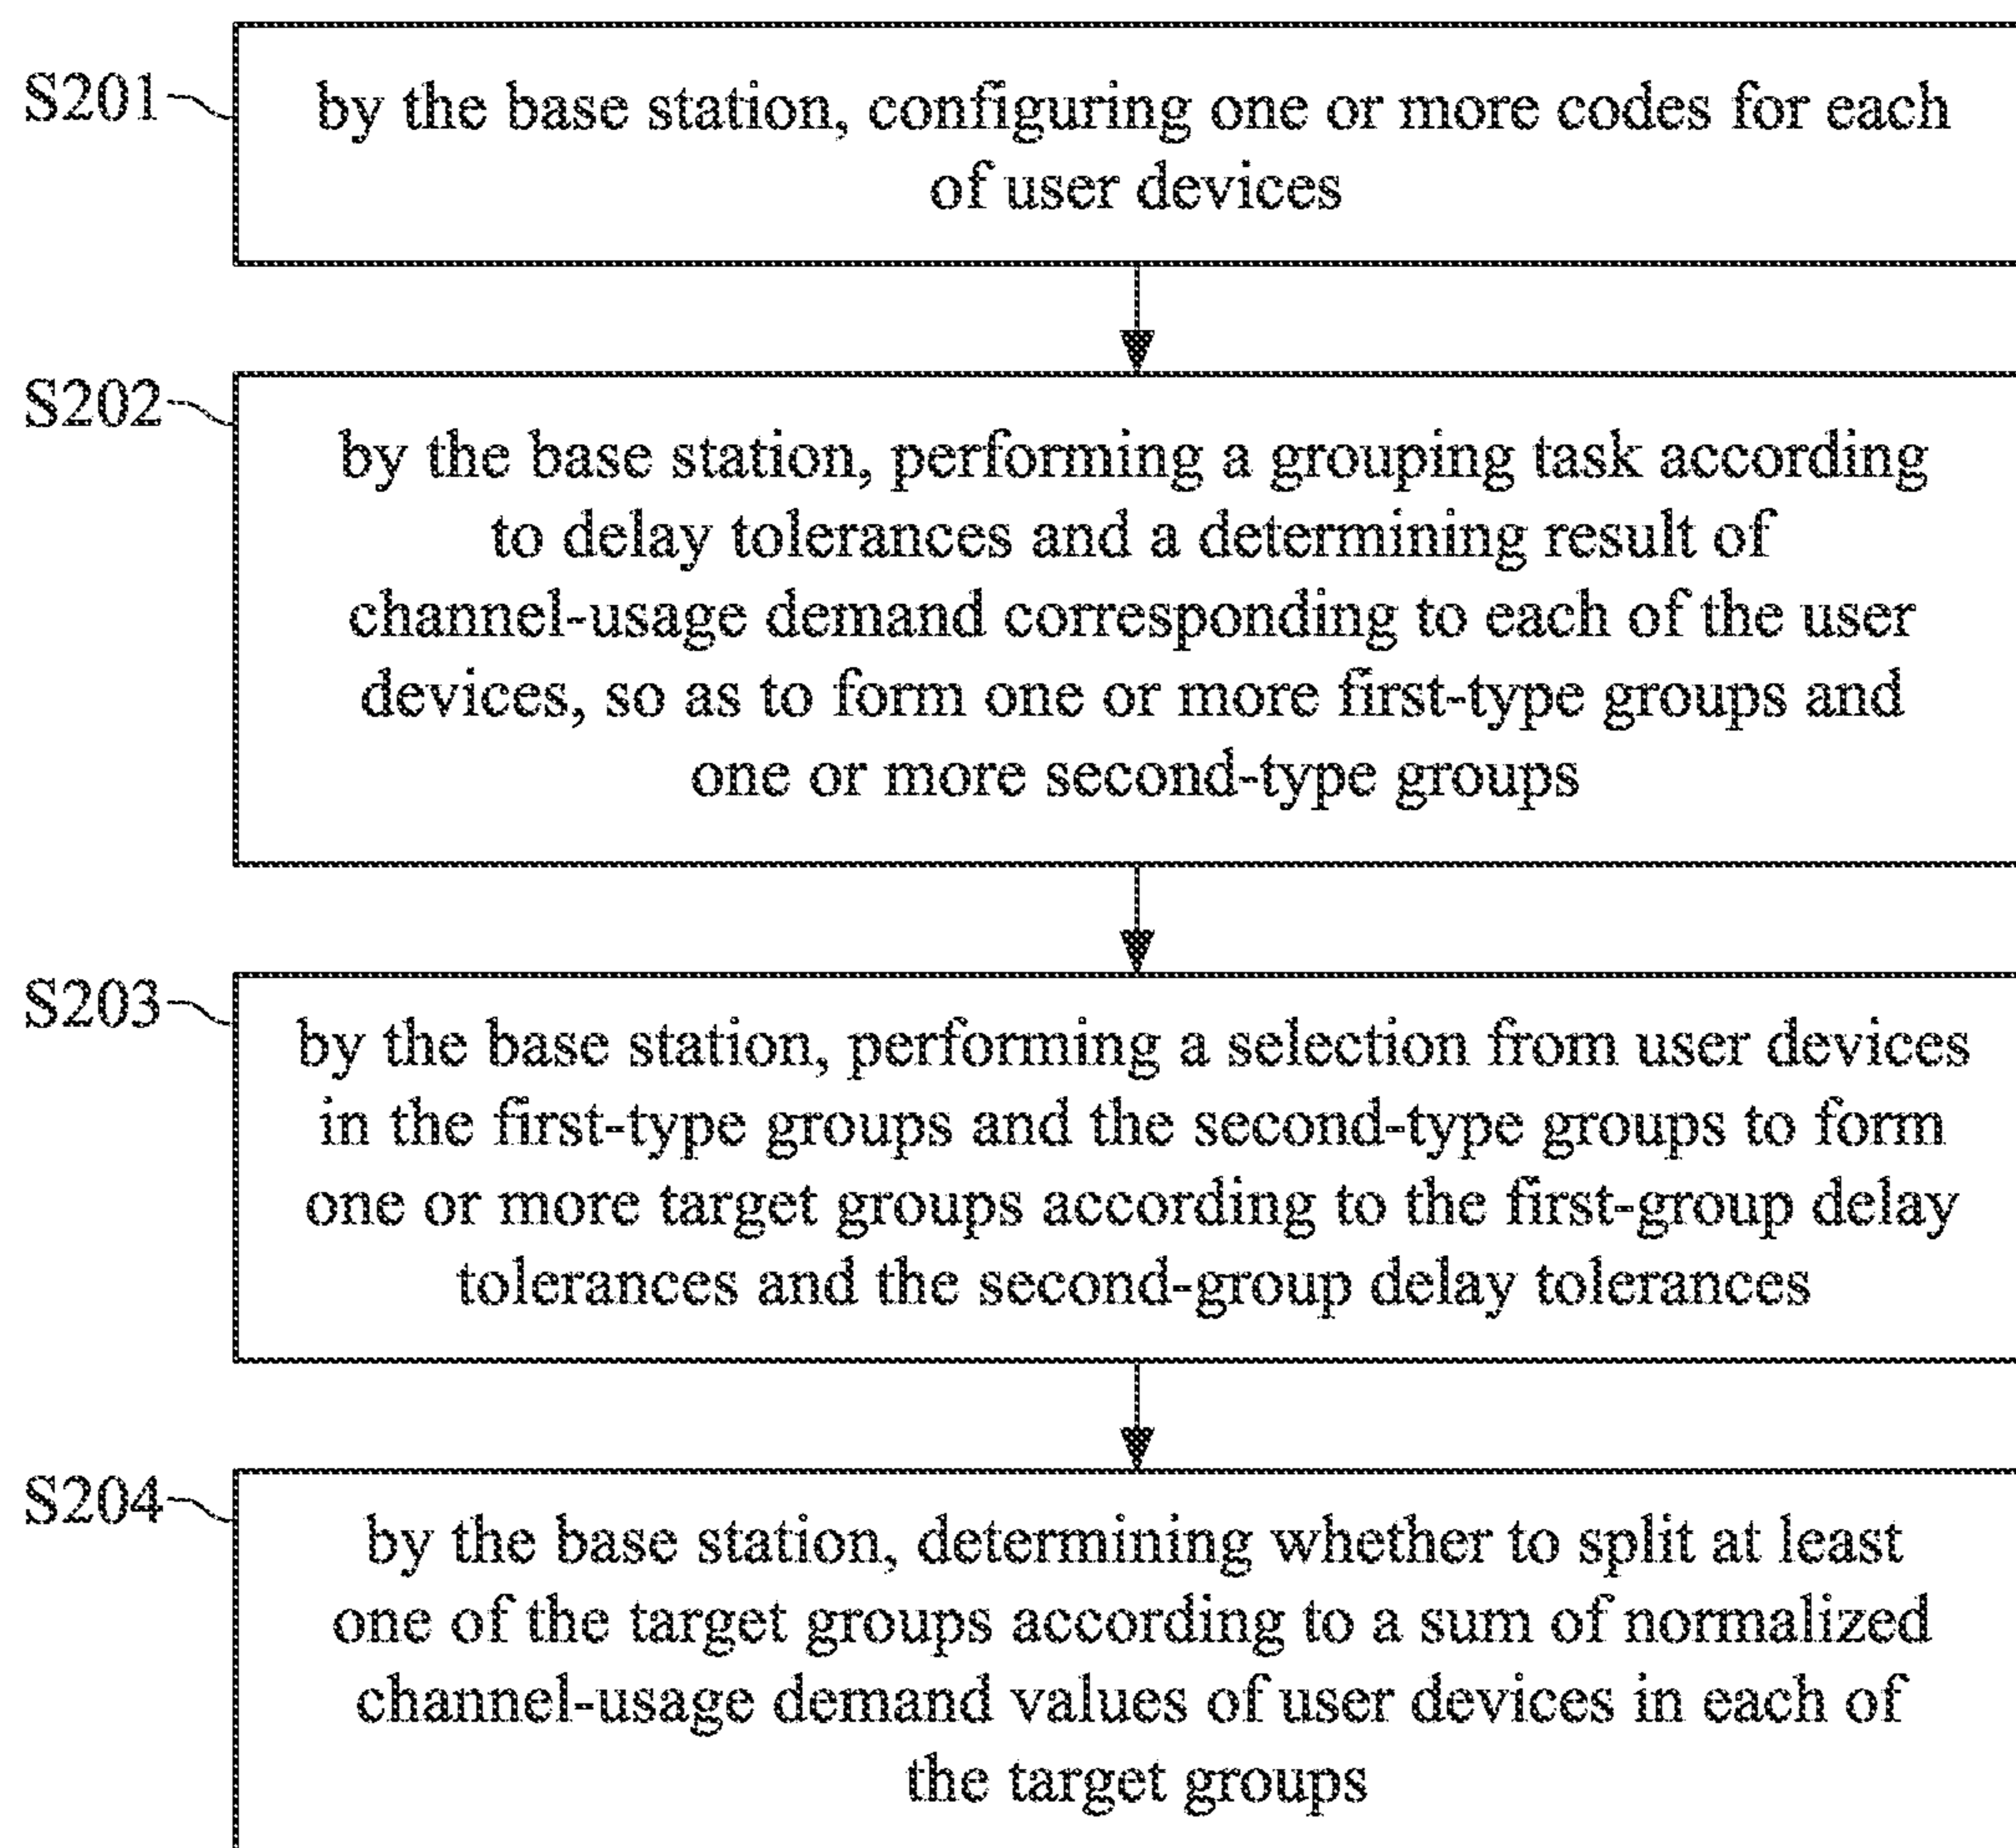 S201
by the base station, configuring one or more codes for each
of user devices
S202
by the base station, performing a grouping task according
to delay tolerances and a determining result of
channel-usage demand corresponding to each of the user
devices, so as to form one or more first-type groups and
one or more second-type groups
S203
by the base station, performing a selection from user devices
in the first-type groups and the second-type groups to form
one or more target groups according to the first-group delay
tolerances and the second-group delay tolerances
S204
by the base station, determining whether to split at least
one of the target groups according to a sum of normalized
channel-usage demand values of user devices in each of
the target groups